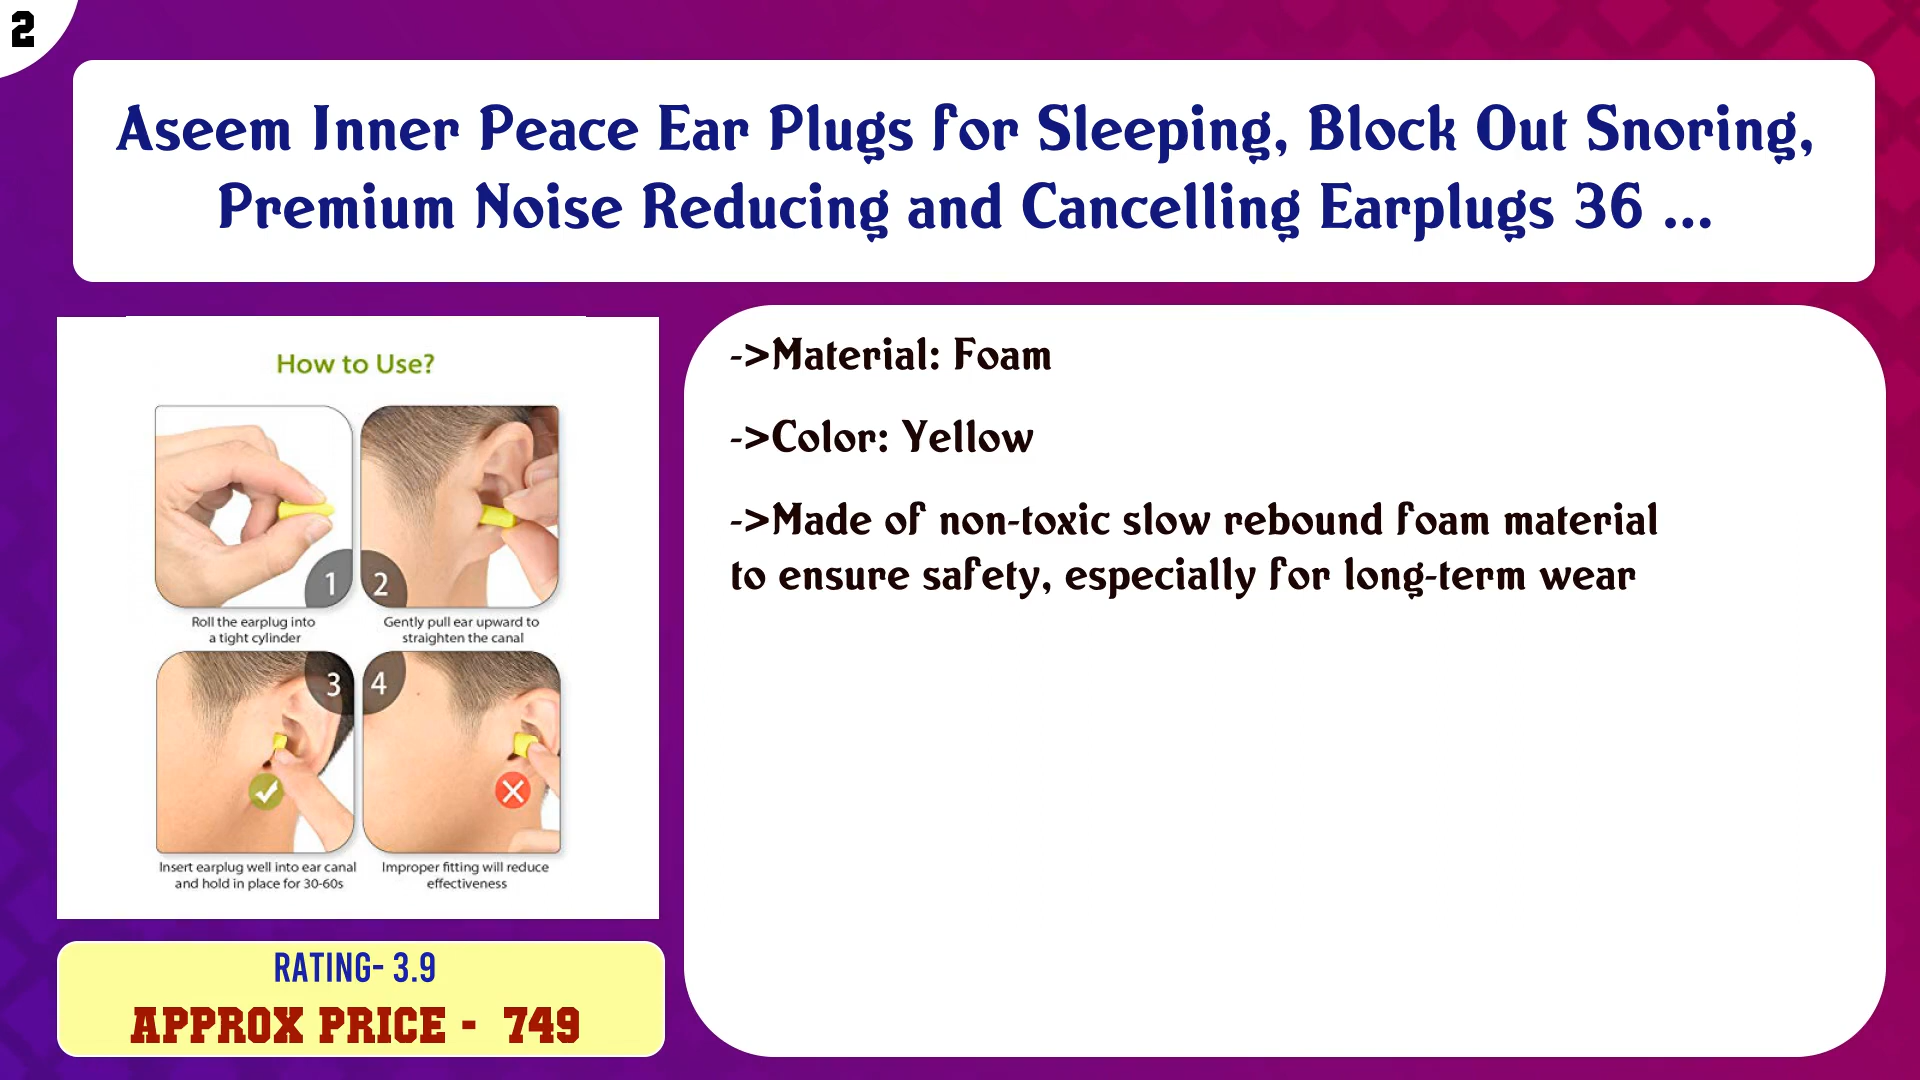 2
Aseem Inner Peace Ear Plugs for Sleeping, Block Out Snoring,
Premium Noise Reducing and Cancelling Earplugs 36 ...
How to Use?
1
2
Roll the earplug into
a tight cylinder
Gently pull ear upward to
straighten the canal
3
4
Insert earplug well into ear canal
and hold in place for 30-60s
Improper fitting will reduce
effectiveness
->Material: Foam
->Color: Yellow
->Made of non-toxic slow rebound foam material
to ensure safety, especially for long-term wear
RATING- 3.9
APPROX PRICE - 749